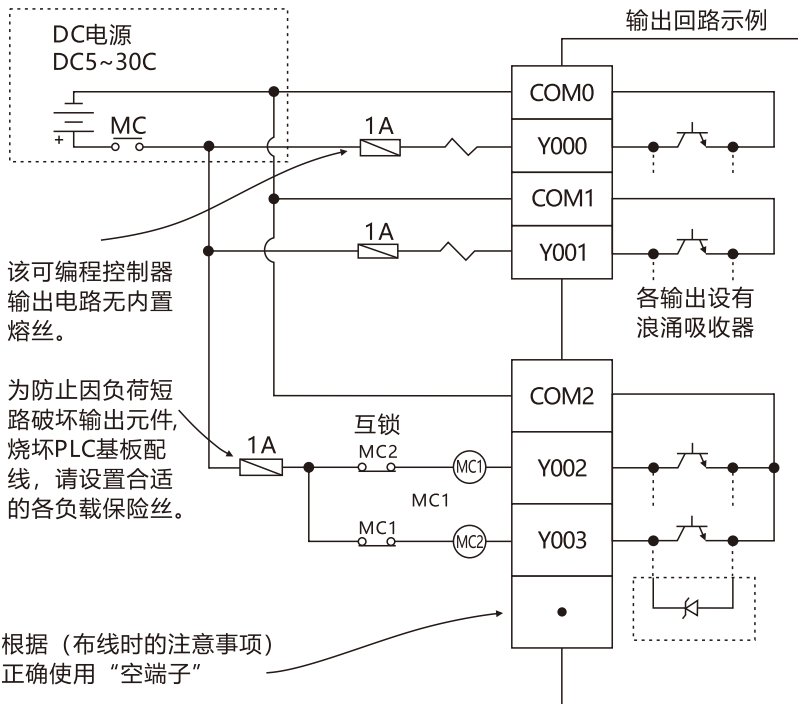 输出回路示例
DC电源
DC5~30C
MC
+
1A
COM0
Y000
COM1
1A
Y001
该可编程控制器
输出电路无内置
熔丝。
各输出设有
浪涌吸收器
为防止因负荷短
路破坏输出元件,
烧坏PLC基板配
线，请设置合适
的各负载保险丝。
COM2
互锁
1A
MC2
MC1
Y002
MC1
MC1
MC2
Y003
根据（布线时的注意事项）
正确使用“空端子”